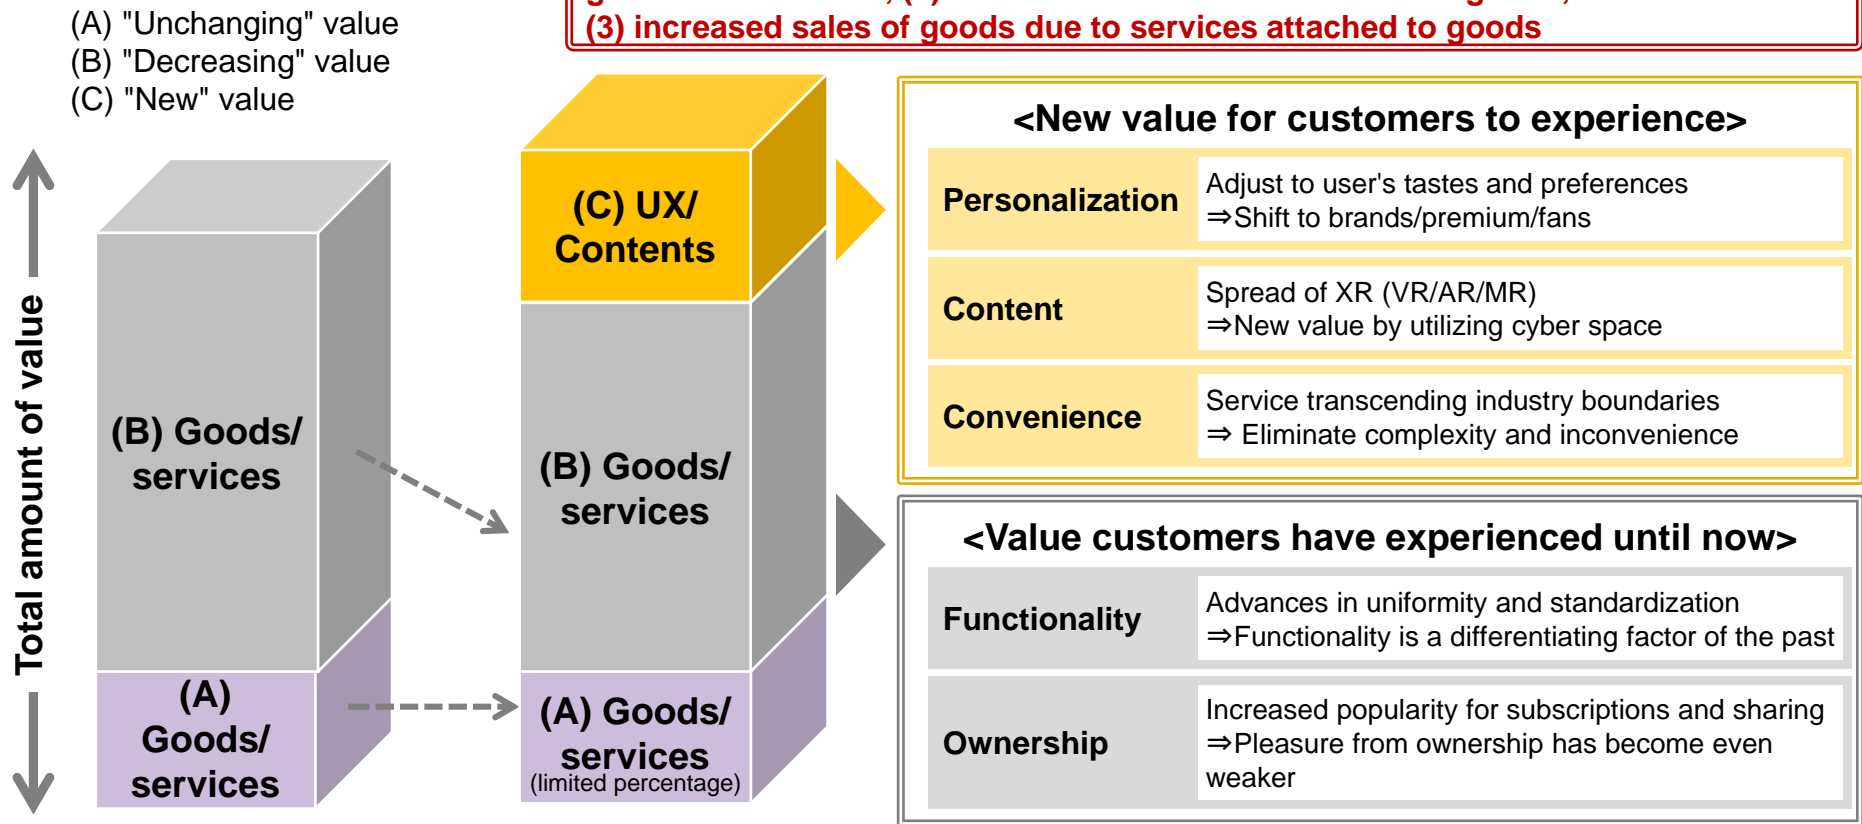 (A) "Unchanging" value
(B) "Decreasing" value
(C) "New" value
(3) increased sales of goods due to services attached to goods
Total amount of value
(B) Goods/
services
(A)
Goods/
services
(C) UX/
Contents
(B) Goods/
services
(A) Goods/
services
(limited percentage)
<New value for customers to experience>
Personalization
Adjust to user's tastes and preferences
⇒Shift to brands/premium/fans
Content
Spread of XR (VR/AR/MR)
⇒New value by utilizing cyber space
Convenience
Service transcending industry boundaries
⇒ Eliminate complexity and inconvenience
<Value customers have experienced until now>
Functionality
Advances in uniformity and standardization
⇒Functionality is a differentiating factor of the past
Ownership
Increased popularity for subscriptions and sharing
⇒Pleasure from ownership has become even
weaker